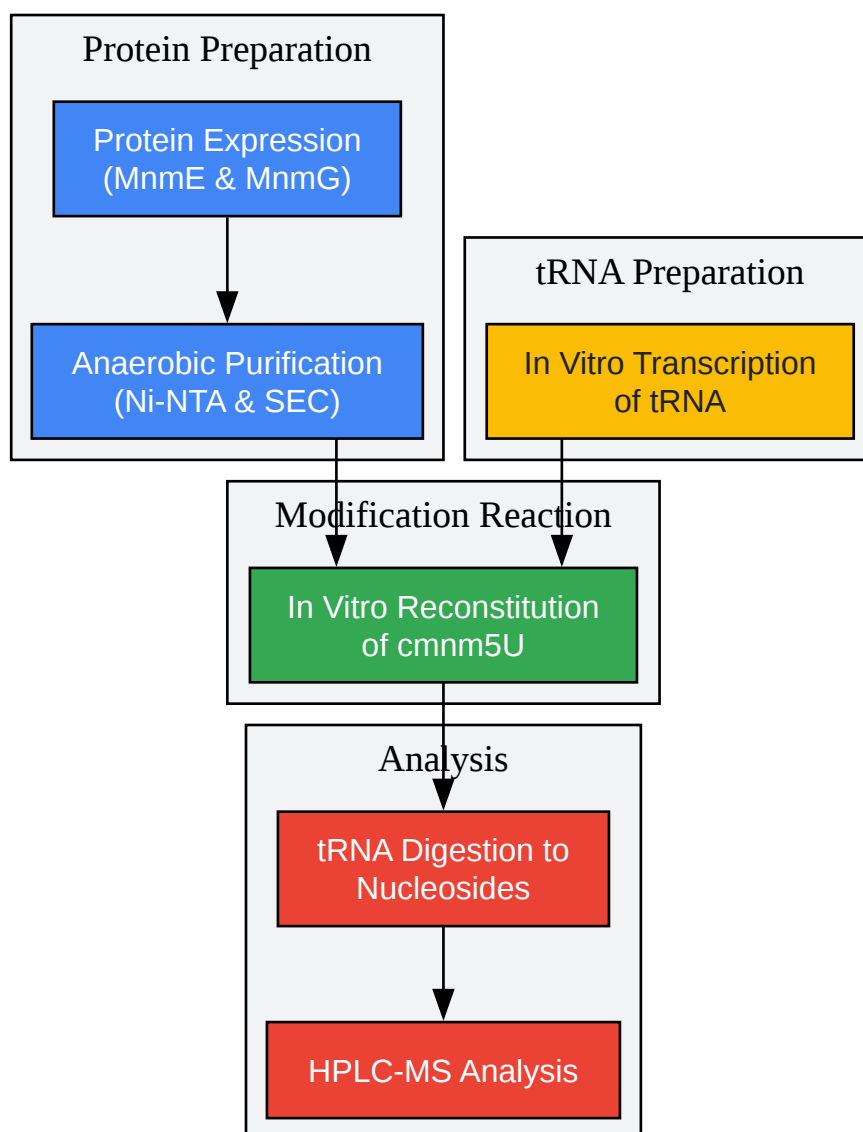 Protein Preparation
Protein Expression
(MnmE & MnmG)
Anaerobic Purification
(Ni-NTA & SEC)
tRNA Preparation
In Vitro Transcription
of tRNA
Modification Reaction
In Vitro Reconstitution
of cmnm5U
Analysis
tRNA Digestion to
Nucleosides
HPLC-MS Analysis